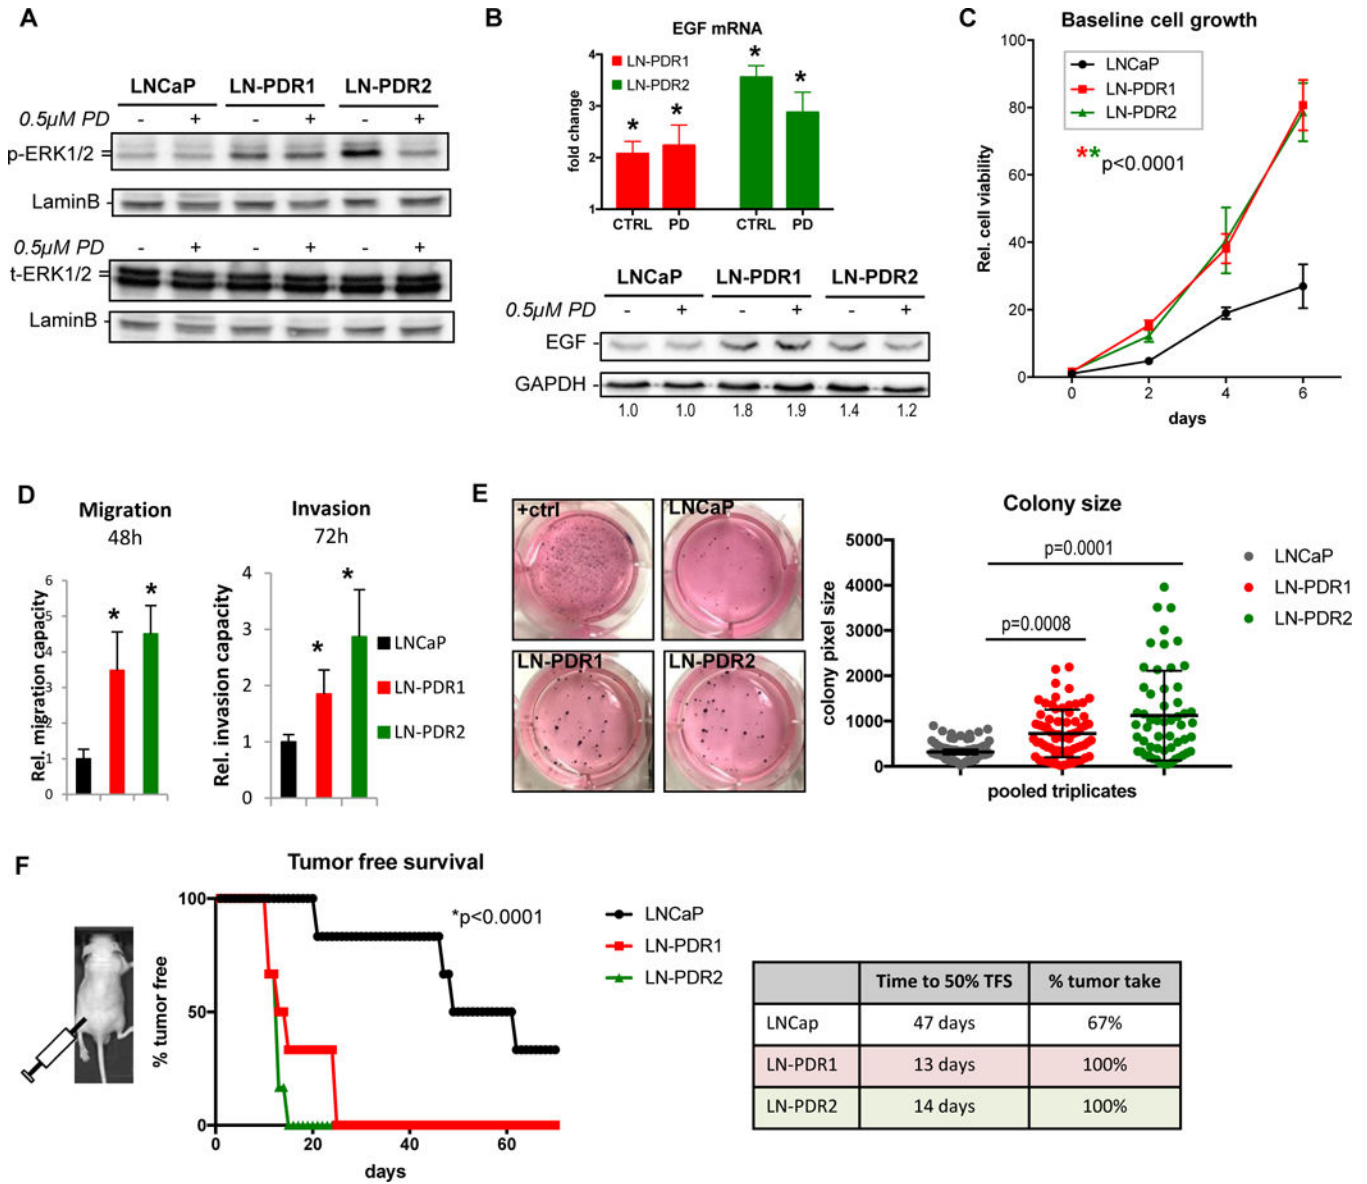 A
LNCaP LN-PDR1 LN-PDR2
0.5µM PD - + - + - +
p-ERK1/2
LaminB
0.5µM PD - + - + - +
t-ERK1/2
LaminB
B
EGF mRNA
LN-PDR1
LN-PDR2
fold change
4
3
2
1
* * * *
CTRL PD CTRL PD
LNCaP LN-PDR1 LN-PDR2
0.5µM PD - + - + - +
EGF
GAPDH
1.0 1.0 1.8 1.9 1.4 1.2
C
Baseline cell growth
LNCaP
LN-PDR1
LN-PDR2
** p<0.0001
Rel. cell viability
100
80
60
40
20
0
0 2 4 6
days
D
Migration
48h
Rel. migration capacity
6
5
4
3
2
1
0
* *
Invasion
72h
Rel. invasion capacity
4
3
2
1
0
* *
LNCaP
LN-PDR1
LN-PDR2
E
+ctrl LNCaP
LN-PDR1 LN-PDR2
Colony size
colony pixel size
5000
4000
3000
2000
1000
0
p=0.0001
p=0.0008
pooled triplicates
LNCaP
LN-PDR1
LN-PDR2
F
Tumor free survival
% tumor free
100
50
0
*p<0.0001
0 20 40 60
days
LNCaP
LN-PDR1
LN-PDR2
Time to 50% TFS % tumor take
LNCap 47 days 67%
LN-PDR1 13 days 100%
LN-PDR2 14 days 100%